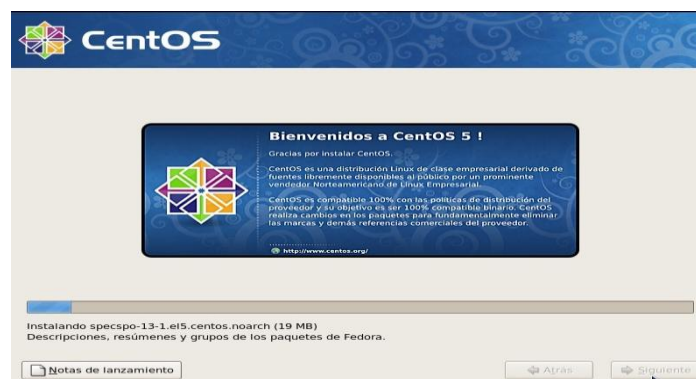 CentOS
Bienvenidos a CentOS 5 !
Gracias por instalar CentOS.
CentOS es una distribución Linux de clase empresarial derivado de
fuentes libremente disponibles al público por un prominente
vendedor Norteamericano de Linux Empresarial.
CentOS es compatible 100% con las políticas de distribución del
proveedor y su objetivo es ser 100% compatible binario. CentOS
realiza cambios en los paquetes para fundamentalmente eliminar
las marcas y demás referencias comerciales del proveedor.
http://www.centos.org/
Instalando specspo-13-1.el5.centos.noarch (19 MB)
Descripciones, resúmenes y grupos de los paquetes de Fedora.
Notas de lanzamiento
Atrás
Siguiente